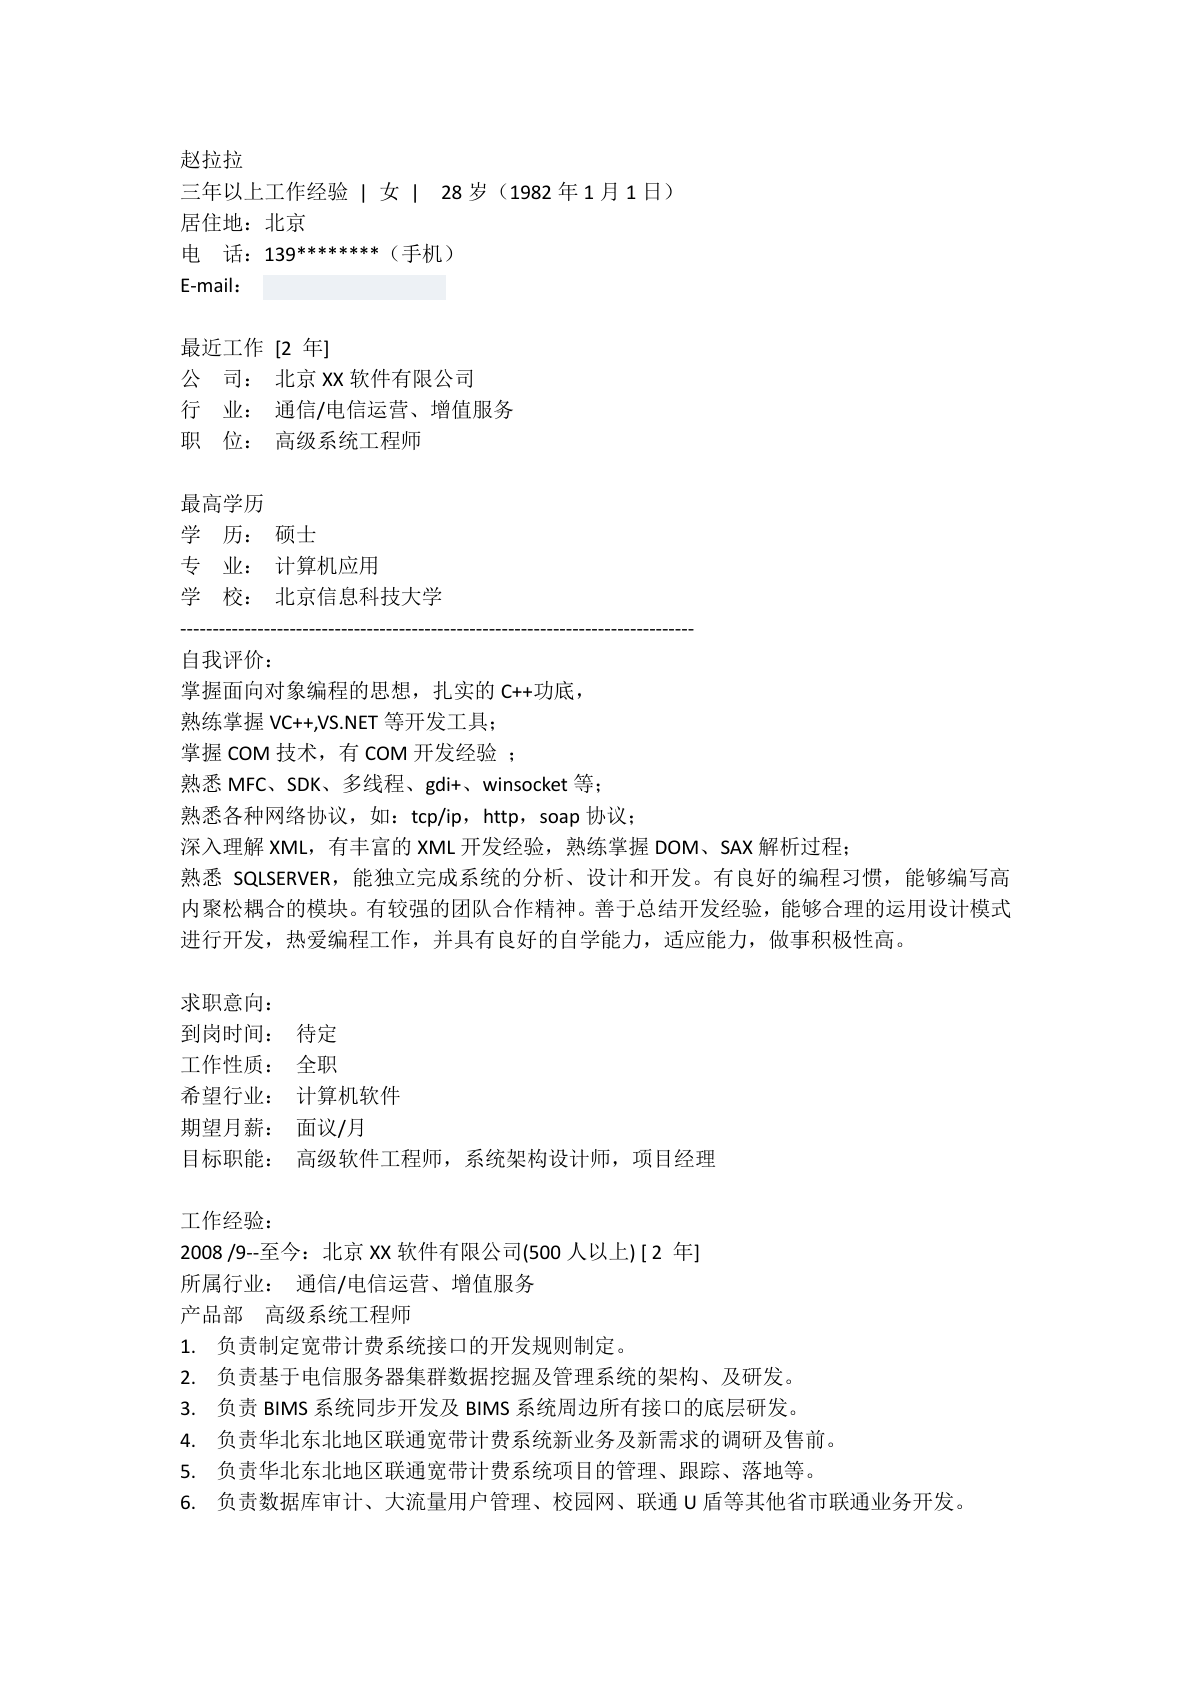 赵拉拉
三年以上工作经验 | 女 | 28 岁（1982 年 1 月 1 日）
居住地：北京
电　话：139********（手机）
E-mail：
最近工作 [2 年]
公　司： 北京 XX 软件有限公司
行　业： 通信/电信运营、增值服务
职　位： 高级系统工程师
最高学历
学　历： 硕士
专　业： 计算机应用
学　校： 北京信息科技大学
--------------------------------------------------------------------------------
自我评价：
掌握面向对象编程的思想，扎实的 C++功底，
熟练掌握 VC++,VS.NET 等开发工具；
掌握 COM 技术，有 COM 开发经验 ；
熟悉 MFC、SDK、多线程、gdi+、winsocket 等；
熟悉各种网络协议，如：tcp/ip，http，soap 协议；
深入理解 XML，有丰富的 XML 开发经验，熟练掌握 DOM、SAX 解析过程；
熟悉 SQLSERVER，能独立完成系统的分析、设计和开发。有良好的编程习惯，能够编写高
内聚松耦合的模块。有较强的团队合作精神。善于总结开发经验，能够合理的运用设计模式
进行开发，热爱编程工作，并具有良好的自学能力，适应能力，做事积极性高。
求职意向：
到岗时间： 待定
工作性质： 全职
希望行业： 计算机软件
期望月薪： 面议/月
目标职能： 高级软件工程师，系统架构设计师，项目经理
工作经验：
2008 /9--至今：北京 XX 软件有限公司(500 人以上) [ 2 年]
所属行业： 通信/电信运营、增值服务
产品部　高级系统工程师
1. 负责制定宽带计费系统接口的开发规则制定。
2. 负责基于电信服务器集群数据挖掘及管理系统的架构、及研发。
3. 负责 BIMS 系统同步开发及 BIMS 系统周边所有接口的底层研发。
4. 负责华北东北地区联通宽带计费系统新业务及新需求的调研及售前。
5. 负责华北东北地区联通宽带计费系统项目的管理、跟踪、落地等。
6. 负责数据库审计、大流量用户管理、校园网、联通 U 盾等其他省市联通业务开发。